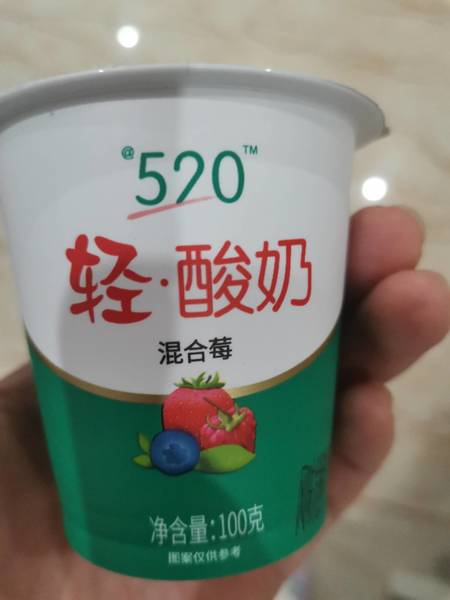 @520™
轻·酸奶
混合莓
净含量:100克
图案仅供参考